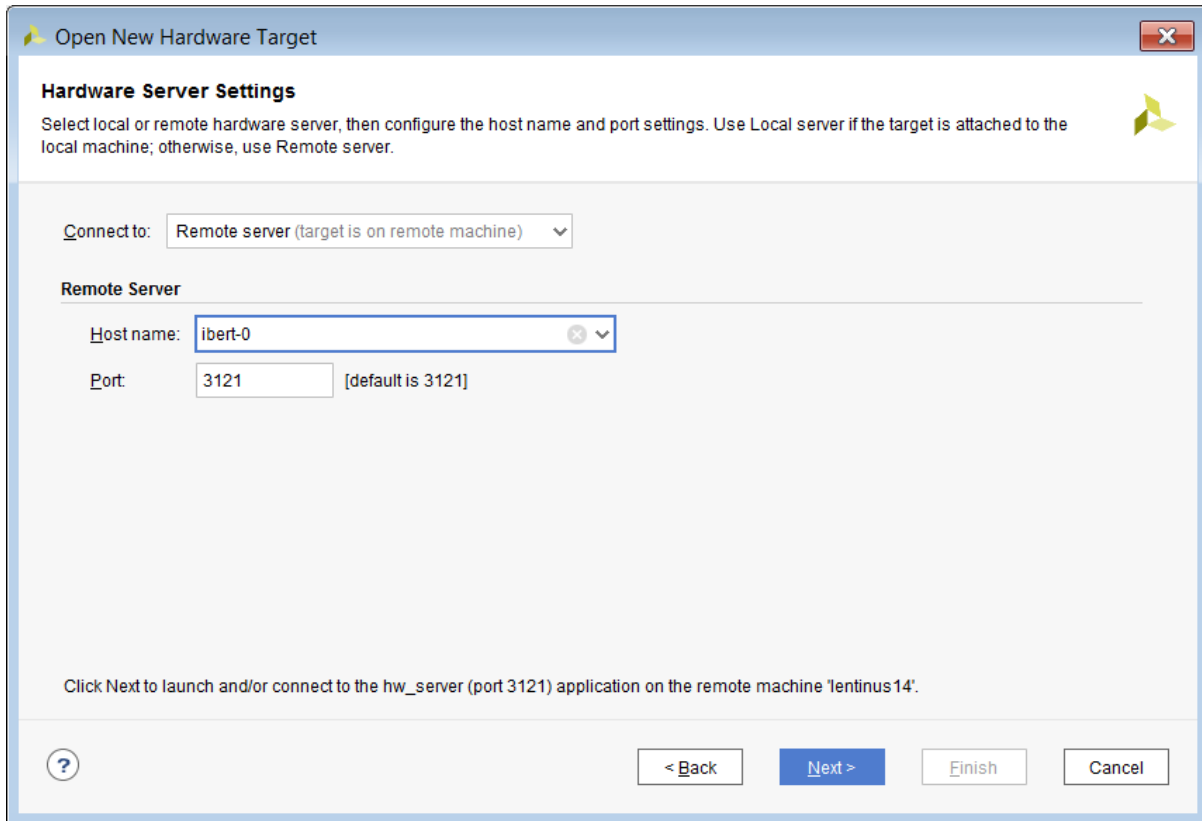 Open New Hardware Target
Hardware Server Settings
Select local or remote hardware server, then configure the host name and port settings. Use Local server if the target is attached to the
local machine; otherwise, use Remote server.
Connect to: Remote server (target is on remote machine)
Remote Server
Host name: ibert-0
Port: 3121 [default is 3121]
Click Next to launch and/or connect to the hw_server (port 3121) application on the remote machine 'lentinus14'.
? < Back Next > Finish Cancel